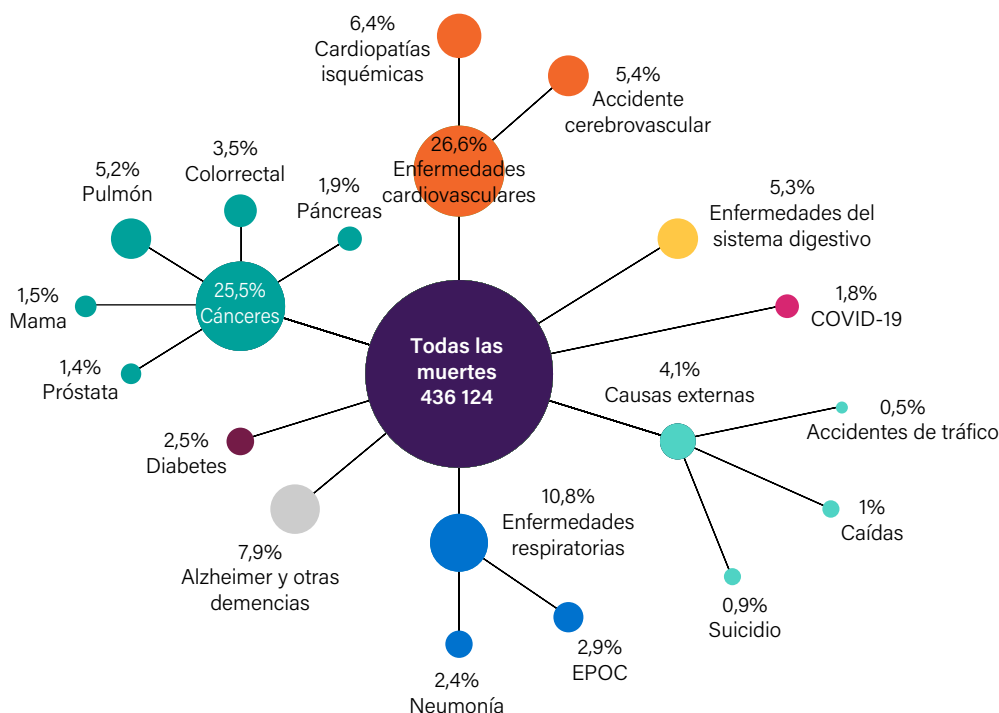 6,4%
Cardiopatías
isquémicas
5,4%
Accidente
cerebrovascular
26,6%
Enfermedades
cardiovasculares
5,2%
Pulmón
3,5%
Colorrectal
1,9%
Páncreas
1,5%
Mama
25,5%
Cánceres
1,4%
Próstata
5,3%
Enfermedades del
sistema digestivo
1,8%
COVID-19
Todas las
muertes
436 124
4,1%
Causas externas
0,5%
Accidentes de tráfico
1%
Caídas
0,9%
Suicidio
2,5%
Diabetes
7,9%
Alzheimer y otras
demencias
10,8%
Enfermedades
respiratorias
2,9%
EPOC
2,4%
Neumonía